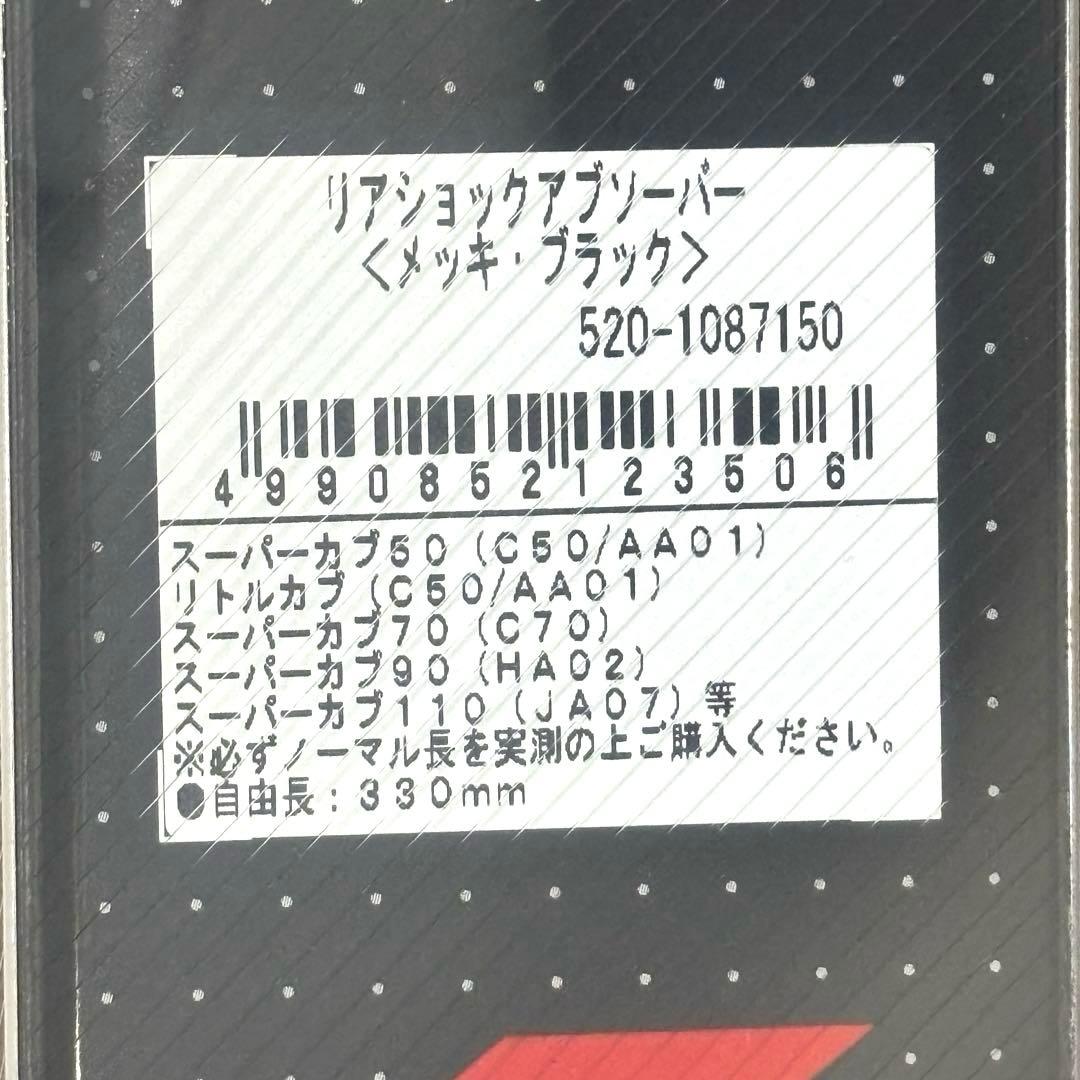 リアショックアブソーバー
<メッキ・ブラック>
520-1087150
4990852123506
スーパーカブ50(C50/AA01)
リトルカブ(C50/AA01)
スーパーカブ70(C70)
スーパーカブ90(HA02)
スーパーカブ110(JA07)等
※必ずノーマル長を実測の上ご購入ください。
●自由長:330mm